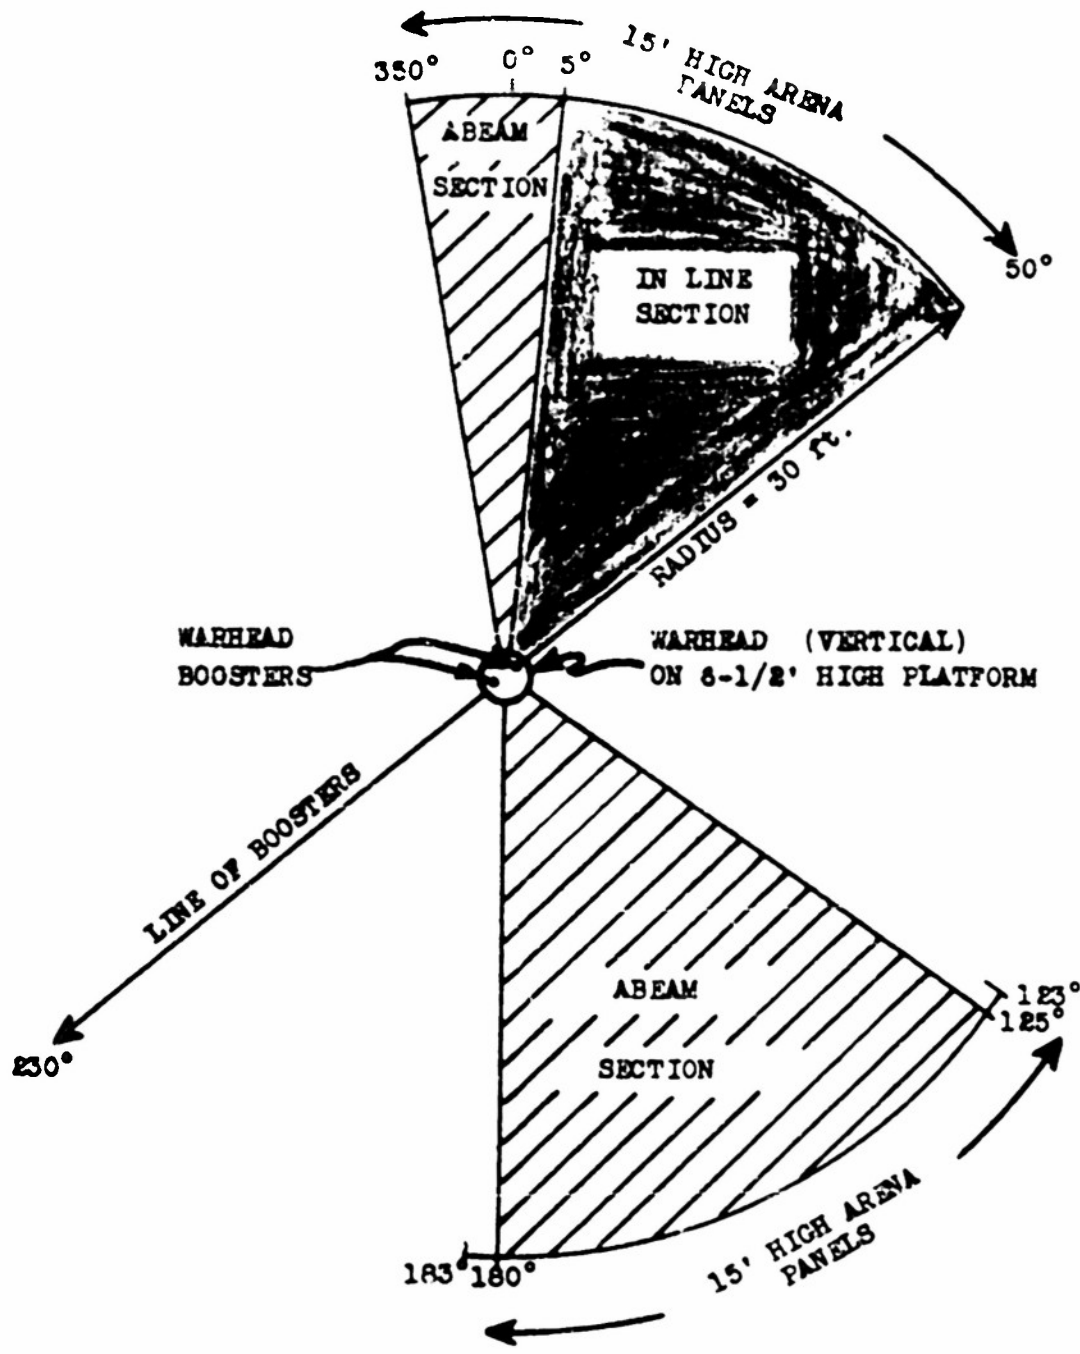 15' HIGH ARENA
PANELS
350°
0°
5°
ABEAM
SECTION
50°
IN LINE
SECTION
RADIUS = 30 ft.
WARHEAD
BOOSTERS
WARHEAD (VERTICAL)
ON 6-1/2' HIGH PLATFORM
LINE OF BOOSTERS
230°
ABEAM
SECTION
123°
125°
183°
180°
15' HIGH ARENA
PANELS